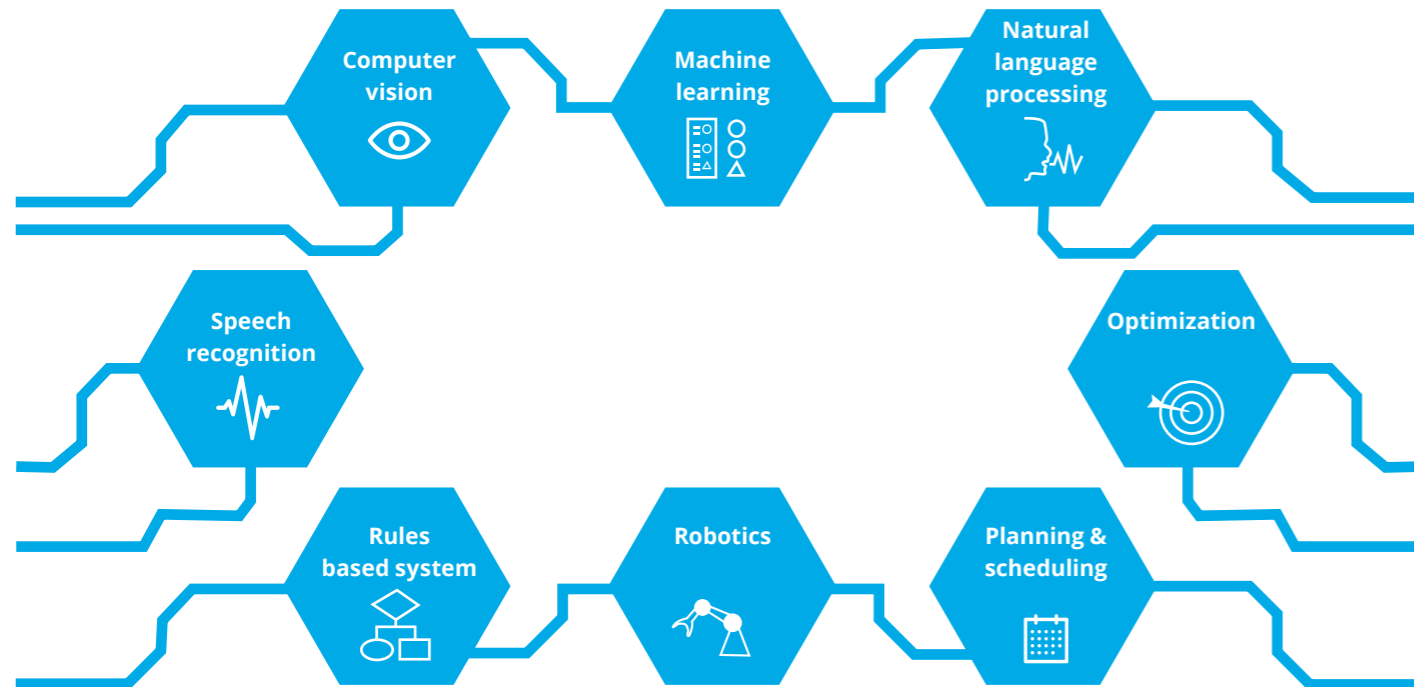 Computer
vision
Machine
learning
Natural
language
processing
Speech
recognition
Optimization
Rules
based system
Robotics
Planning &
scheduling